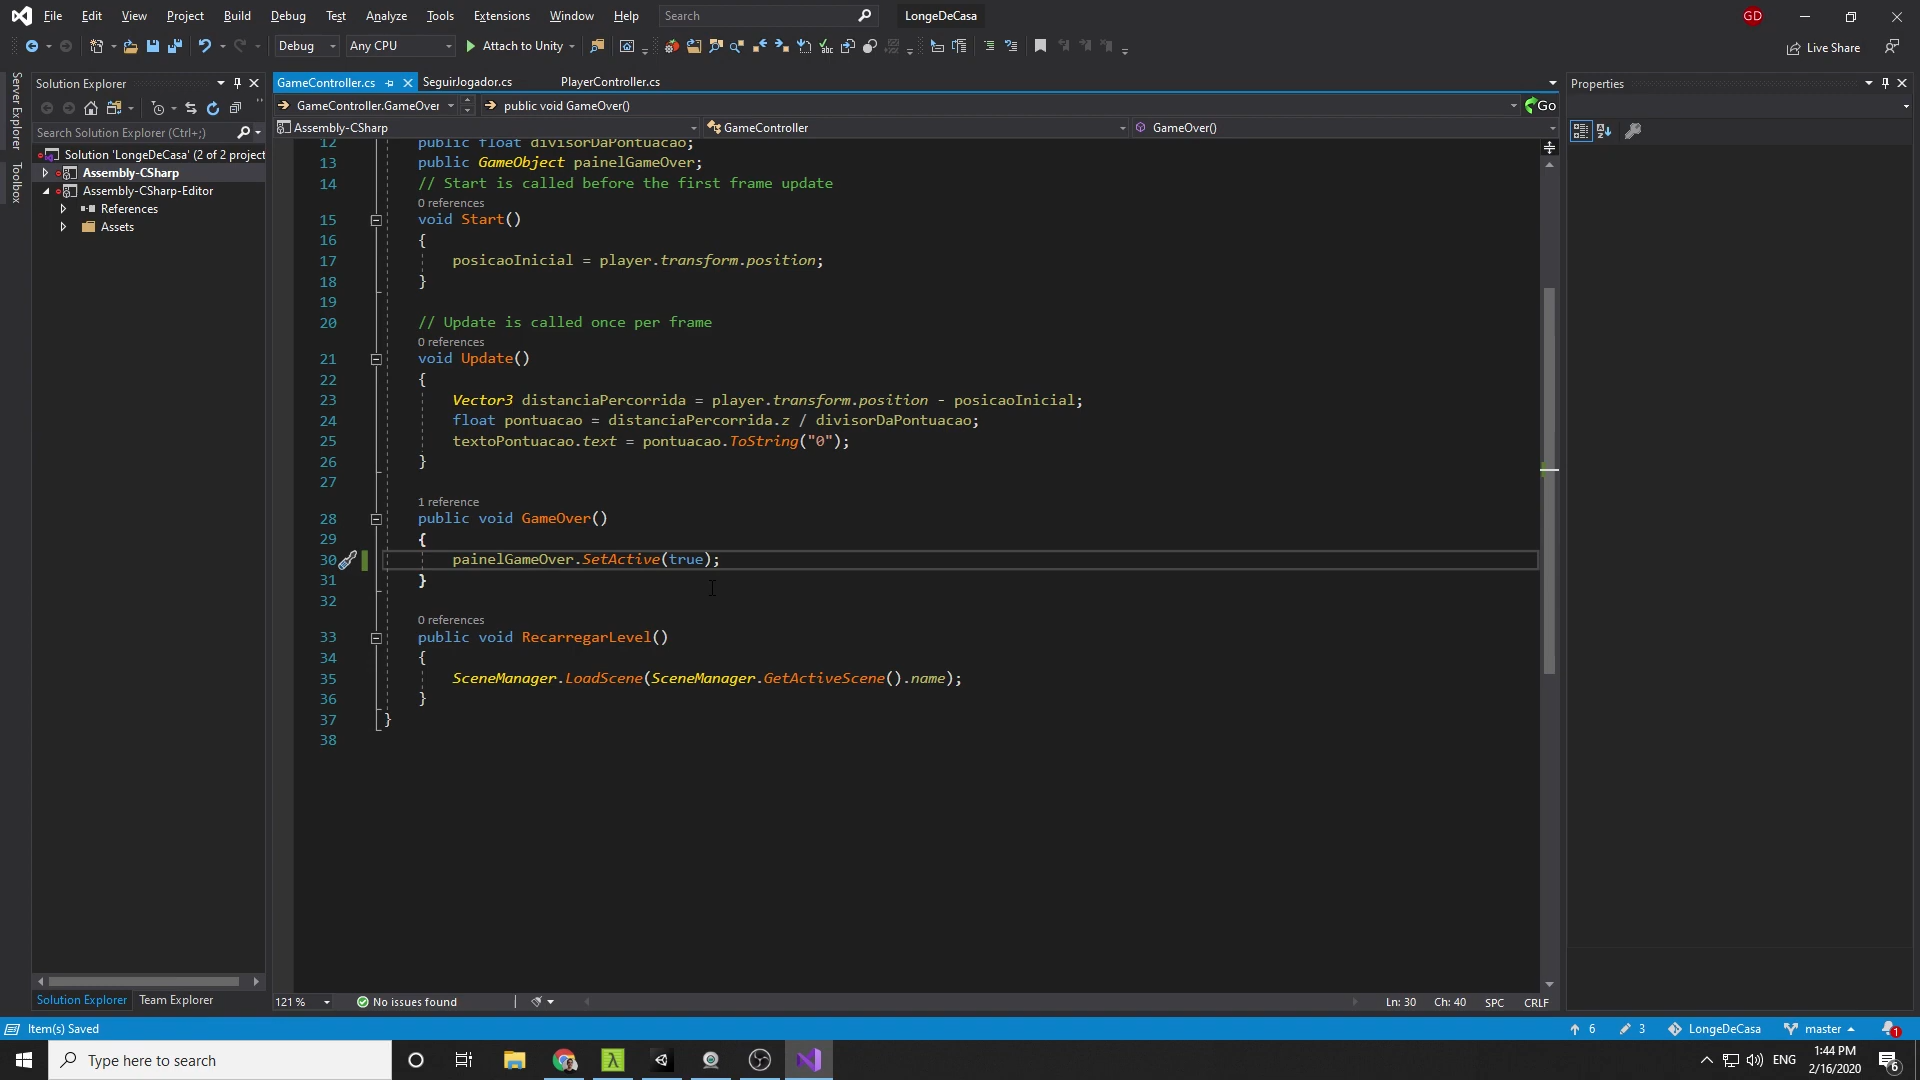 File Edit View Project Build Debug Test Analyze Tools Extensions Window Help Search LongeDeCasa GD
Debug Any CPU Attach to Unity Live Share
Server Explorer
Toolbox
Solution Explorer
Search Solution Explorer (Ctrl+;)
Solution 'LongeDeCasa' (2 of 2 project
Assembly-CSharp
Assembly-CSharp-Editor
References
Assets
Solution Explorer Team Explorer
GameController.cs SeguirJogador.cs PlayerController.cs
GameController.GameOver public void GameOver() Go
Assembly-CSharp GameController GameOver()
12 public float divisorDaPontuacao;
13 public GameObject painelGameOver;
14 // Start is called before the first frame update
0 references
15 void Start()
16 {
17 posicaoInicial = player.transform.position;
18 }
19
20 // Update is called once per frame
0 references
21 void Update()
22 {
23 Vector3 distanciaPercorrida = player.transform.position - posicaoInicial;
24 float pontuacao = distanciaPercorrida.z / divisorDaPontuacao;
25 textoPontuacao.text = pontuacao.ToString("0");
26 }
27
1 reference
28 public void GameOver()
29 {
30 painelGameOver.SetActive(true);
31 }
32
0 references
33 public void RecarregarLevel()
34 {
35 SceneManager.LoadScene(SceneManager.GetActiveScene().name);
36 }
37 }
38
121 % No issues found Ln: 30 Ch: 40 SPC CRLF
Properties
Item(s) Saved 6 3 LongeDeCasa master 1
Type here to search ENG 1:44 PM
2/16/2020 6